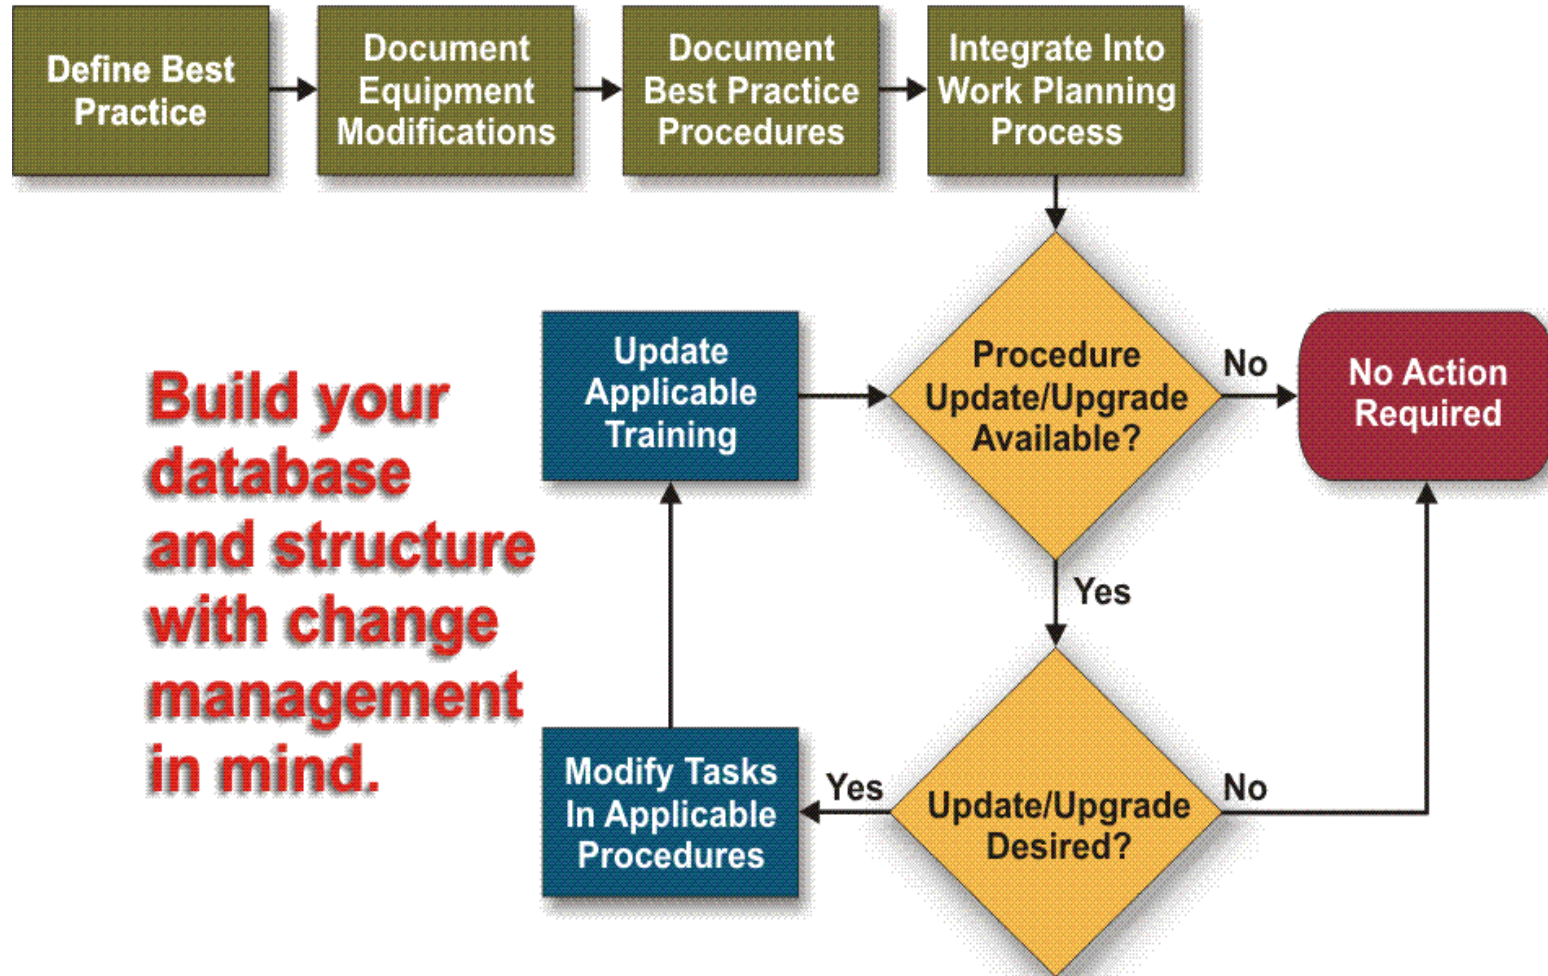 Define Best
Practice
Document
Equipment
Modifications
Document
Best Practice
Procedures
Integrate Into
Work Planning
Process
Update
Applicable
Training
Procedure
Update/Upgrade
Available?
No
No Action
Required
Build your
database
and structure
with change
management
in mind.
Yes
Modify Tasks
In Applicable
Procedures
Yes
Update/Upgrade
Desired?
No